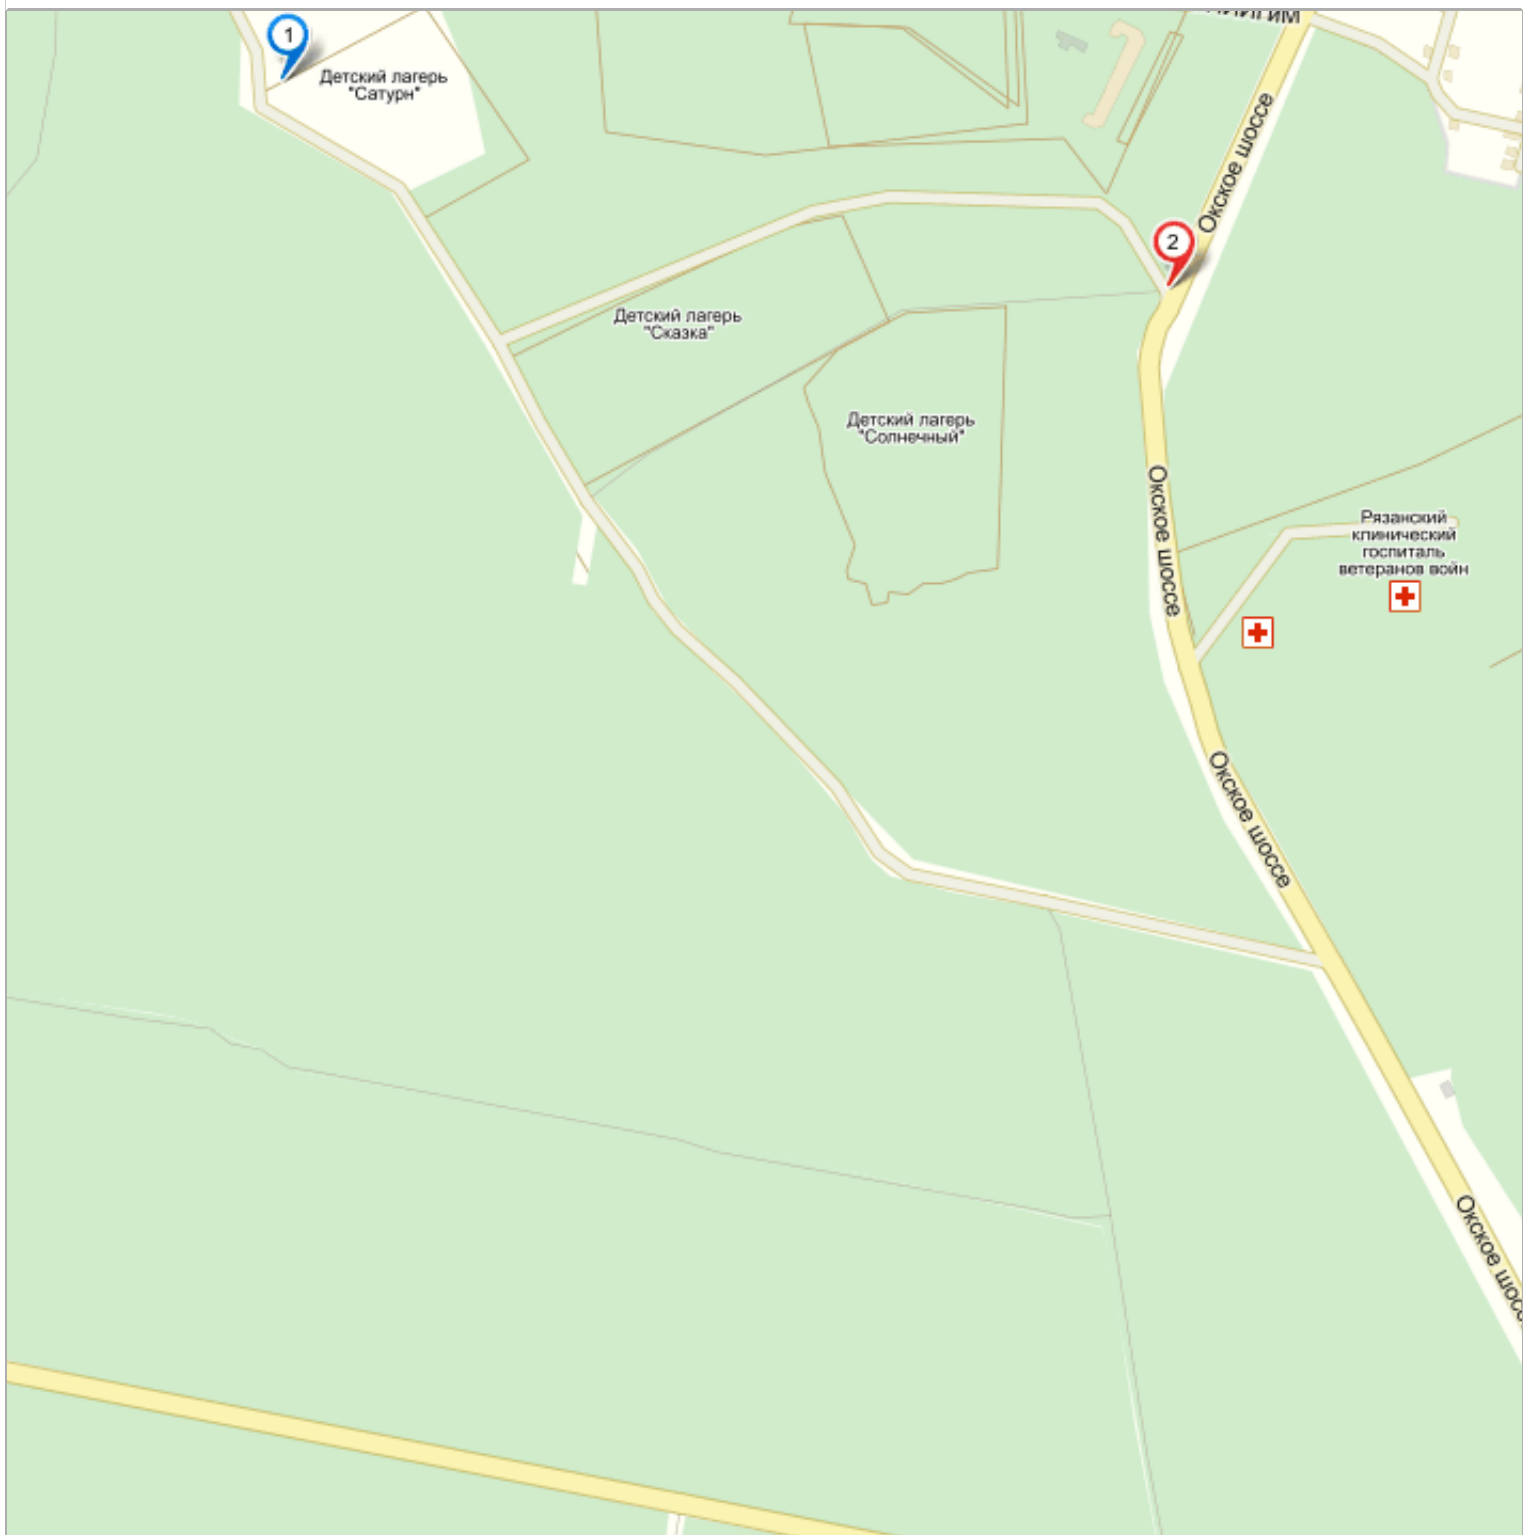 1
Детский лагерь
"Сатурн"
Окское шоссе
2
Детский лагерь
"Сказка"
Детский лагерь
"Солнечный"
Окское шоссе
Рязанский
клинический
госпиталь
ветеранов войн
Окское шоссе
Окское